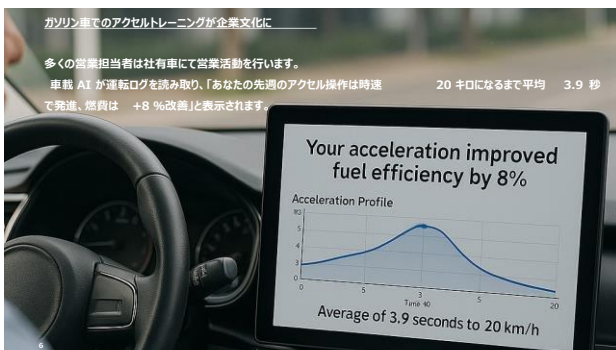 ガソリン車でのアクセルトレーニングが企業文化に
多くの営業担当者は社有車にて営業活動を行います。
車載 AI が運転ログを読み取り、「あなたの先週のアクセル操作は時速 20 キロになるまで平均 3.9 秒
で発進、燃費は +8 %改善」と表示されます。
Your acceleration improved
fuel efficiency by 8%
Acceleration Profile
83
5
4
3
0
0 5 3 5 20
Time 40
Average of 3.9 seconds to 20 km/h
6